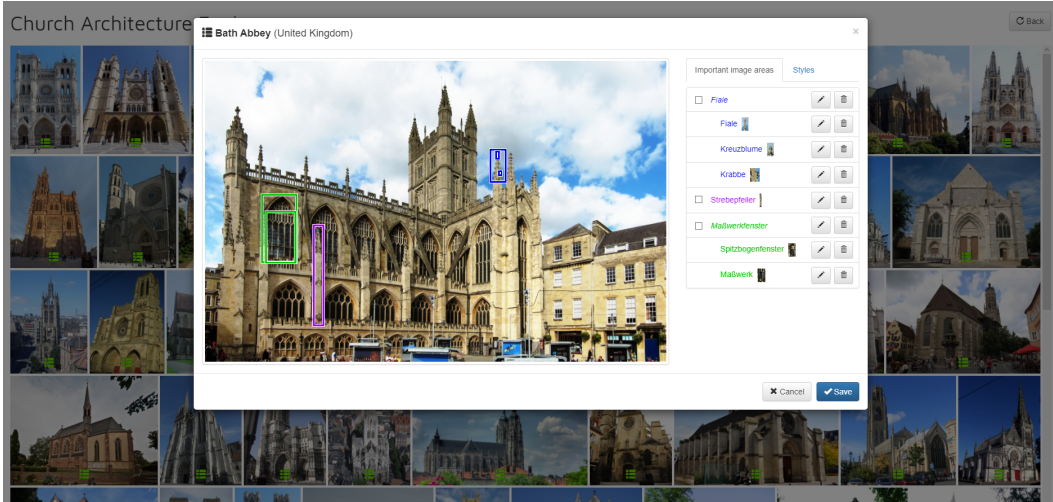 Church Architecture
Back
Bath Abbey (United Kingdom)
×
Important image areas
Styles
Fiale
Fiale
Kreuzblume
Krabbe
Strebepfeiler
Maßwerkfenster
Spitzbogenfenster
Maßwerk
Cancel
Save